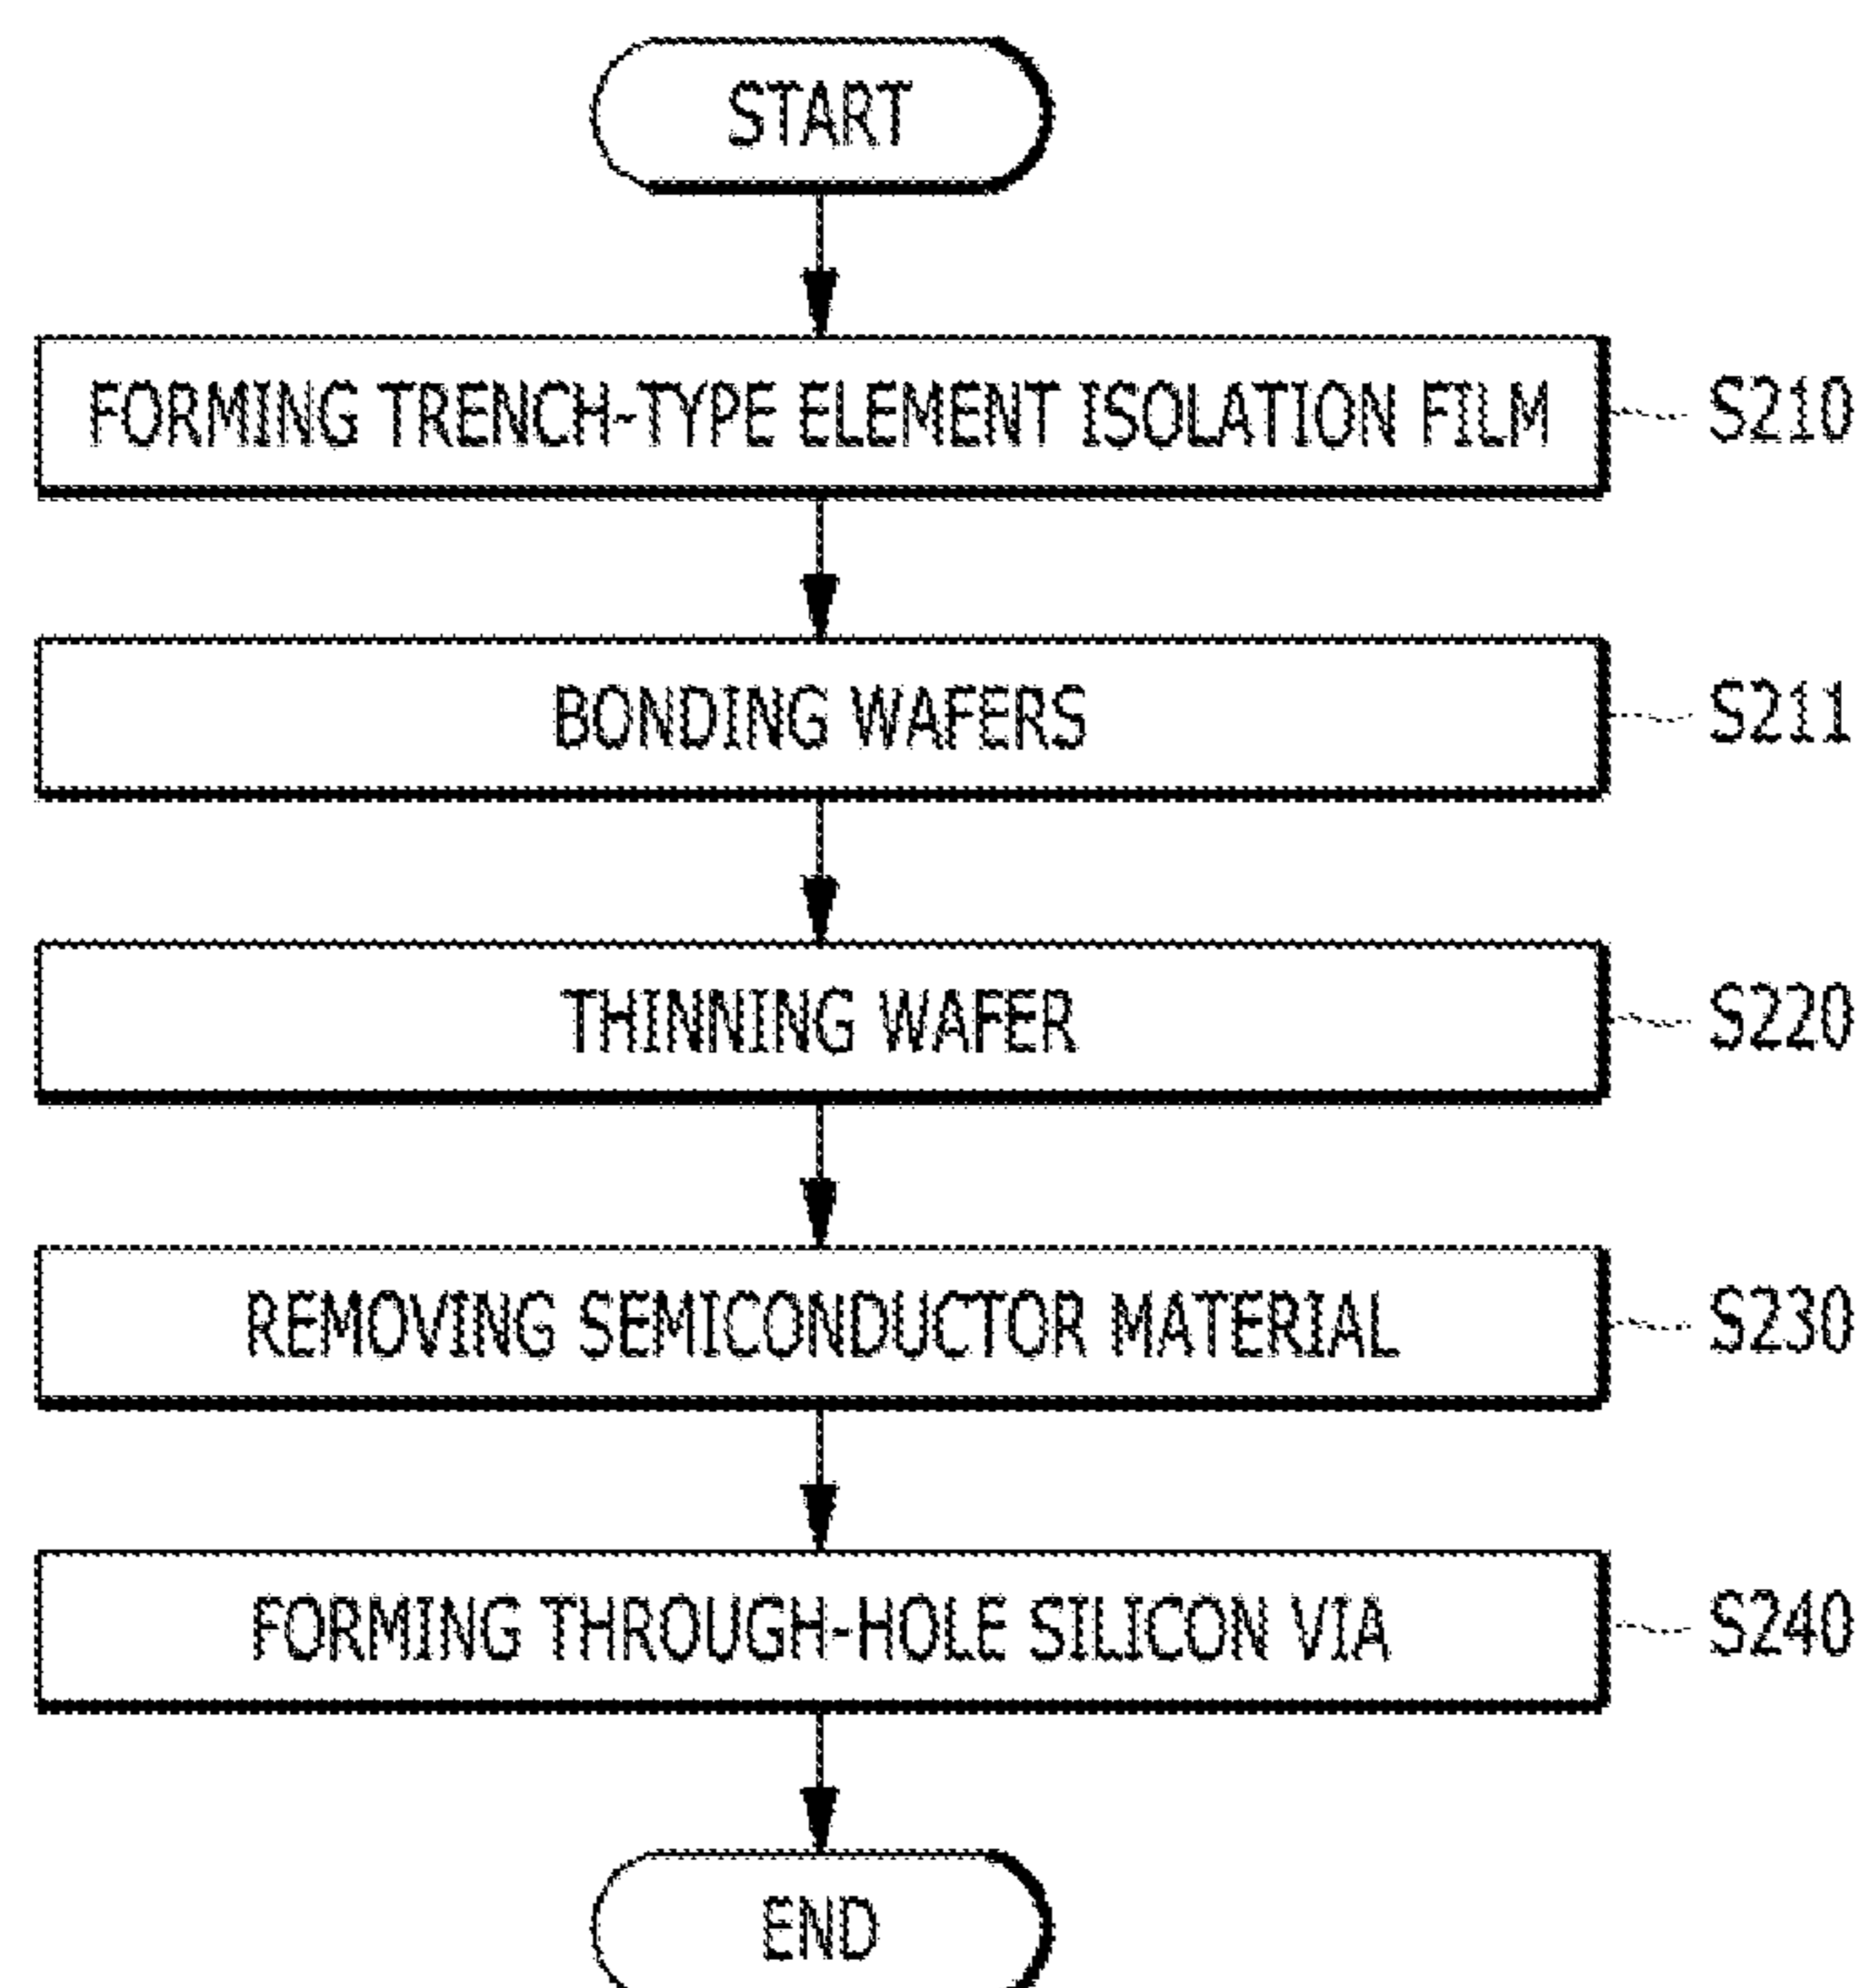 START
FORMING TRENCH-TYPE ELEMENT ISOLATION FILM S210
BONDING WAFERS S211
THINNING WAFER S220
REMOVING SEMICONDUCTOR MATERIAL S230
FORMING THROUGH-HOLE SILICON VIA S240
END